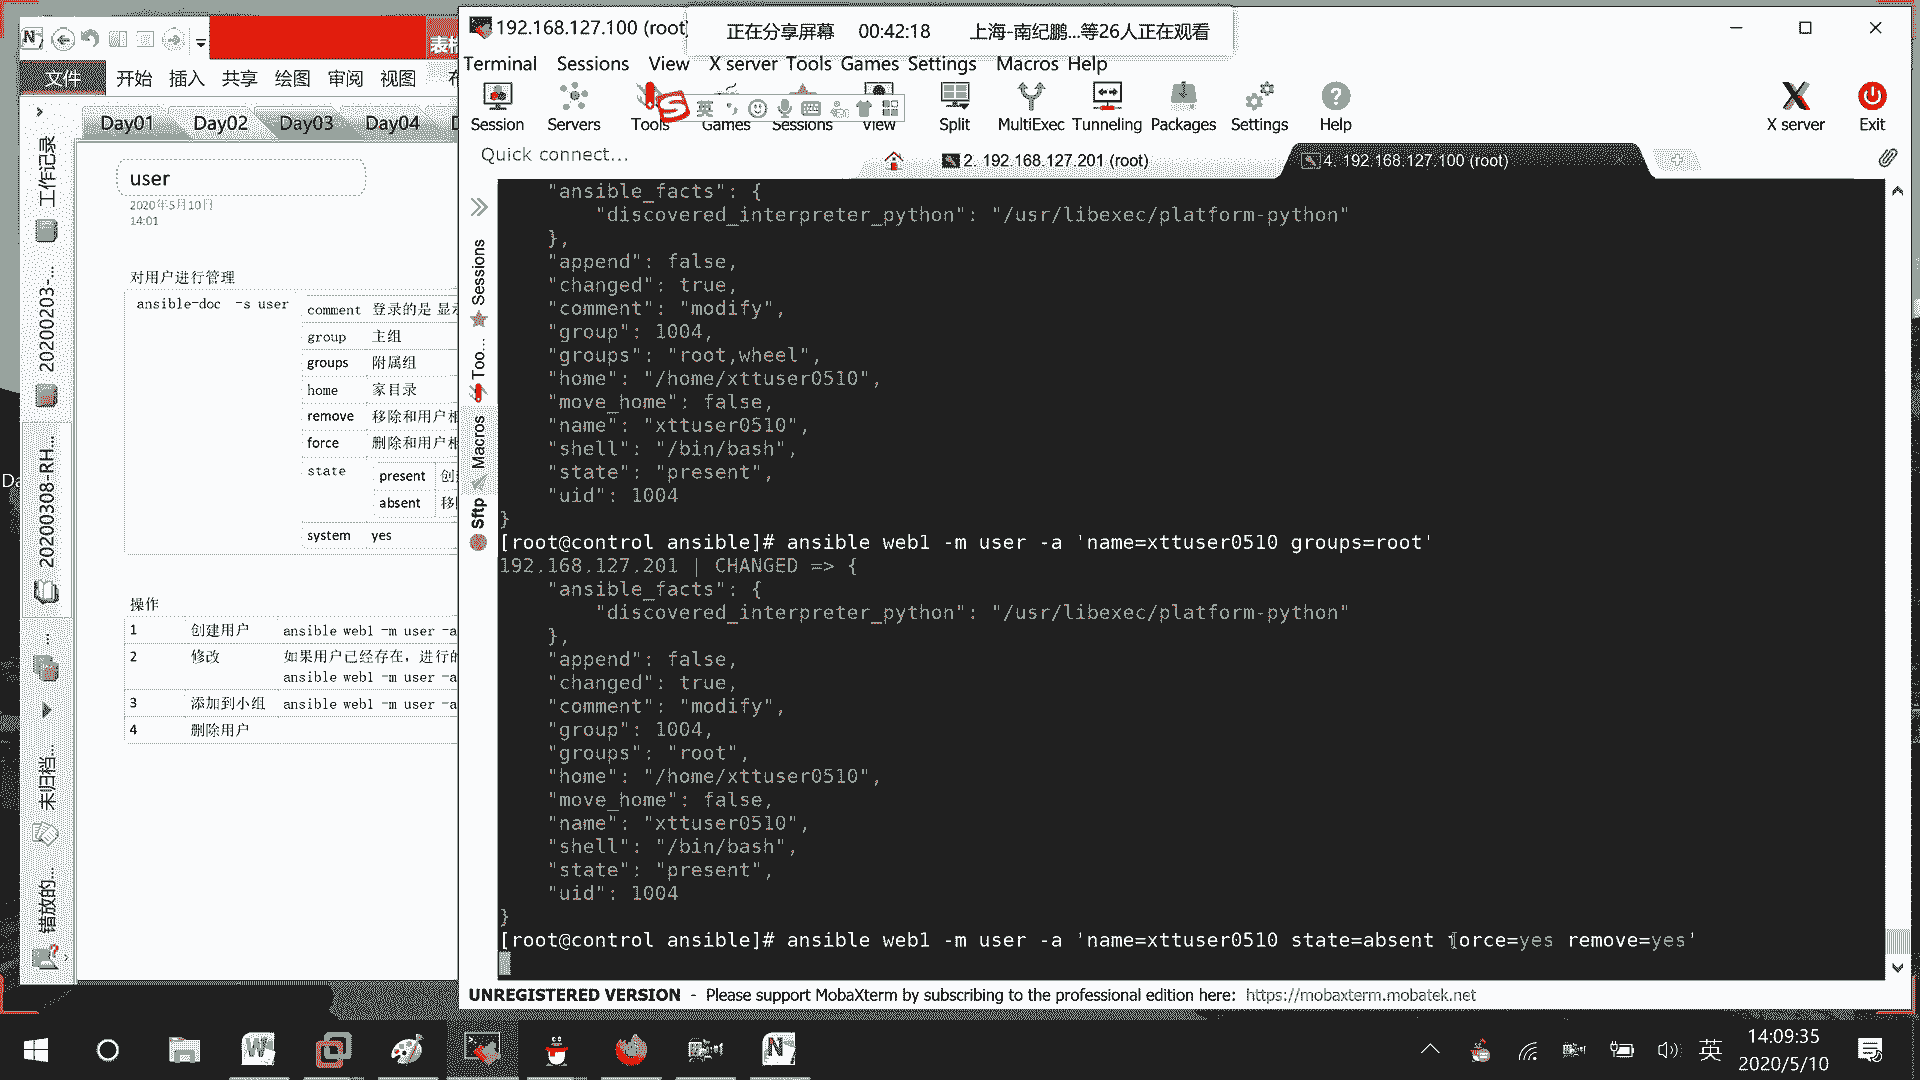 192.168.127.100 (root)
正在分享屏幕 00:42:18 上海-南纪鹏...等26人正在观看
文件 开始 插入 共享 绘图 审阅 视图
Terminal Sessions View X server Tools Games Settings Macros Help
Session Servers Tools Games Sessions View Split MultiExec Tunneling Packages Settings Help X server Exit
英
Quick connect...
2. 192.168.127.201 (root)
4. 192.168.127.100 (root)
Day01 Day02 Day03 Day04
工作记录
20200203-...
20200308-RH...
...
未归档...
错放的...
user
2020年5月10日
14:01
对用户进行管理
ansible-doc -s user
comment 登录的是 显
group 主组
groups 附属组
home 家目录
remove 移除和用户
force 删除和用户
state
present 创
absent 移
system yes
操作
1 创建用户 ansible web1 -m user -a
2 修改 如果用户已经存在，进行的
ansible web1 -m user -a
3 添加到小组 ansible web1 -m user -a
4 删除用户
Sessions
Too...
Macros
Sftp
"ansible_facts": {
"discovered_interpreter_python": "/usr/libexec/platform-python"
},
"append": false,
"changed": true,
"comment": "modify",
"group": 1004,
"groups": "root,wheel",
"home": "/home/xttuser0510",
"move_home": false,
"name": "xttuser0510",
"shell": "/bin/bash",
"state": "present",
"uid": 1004
}
[root@control ansible]# ansible web1 -m user -a 'name=xttuser0510 groups=root'
192.168.127.201 | CHANGED => {
"ansible_facts": {
"discovered_interpreter_python": "/usr/libexec/platform-python"
},
"append": false,
"changed": true,
"comment": "modify",
"group": 1004,
"groups": "root",
"home": "/home/xttuser0510",
"move_home": false,
"name": "xttuser0510",
"shell": "/bin/bash",
"state": "present",
"uid": 1004
}
[root@control ansible]# ansible web1 -m user -a 'name=xttuser0510 state=absent force=yes remove=yes'
UNREGISTERED VERSION - Please support MobaXterm by subscribing to the professional edition here: https://mobaxterm.mobatek.net
英
14:09:35
2020/5/10